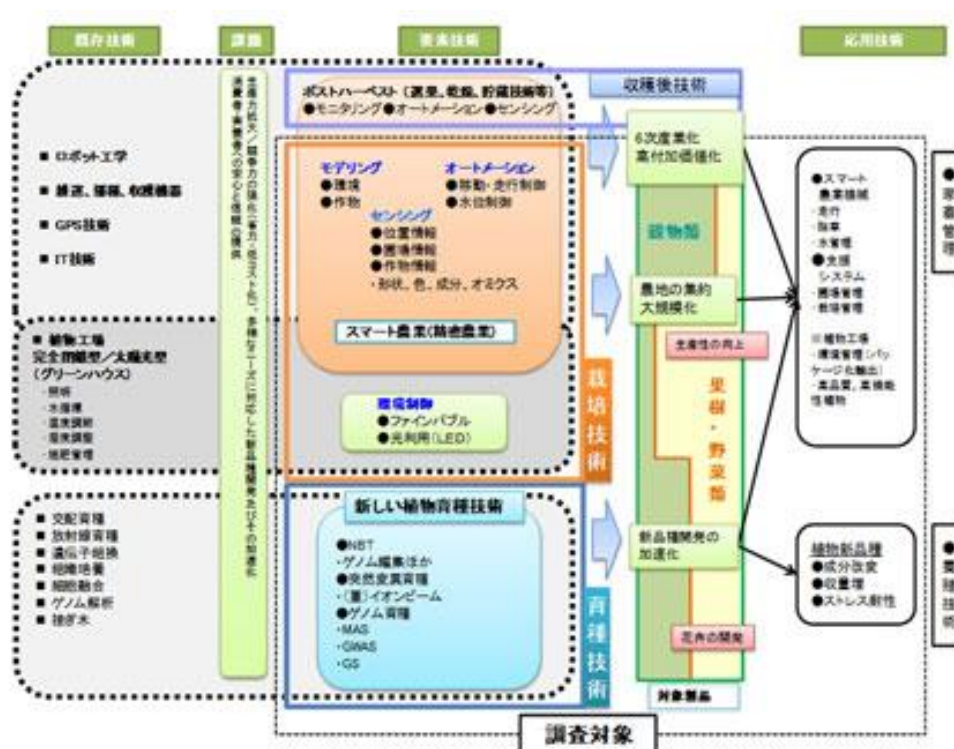 既存技術
課題
要素技術
応用技術
ポストハーベスト(選果、乾燥、貯蔵技術等)
●モニタリング●オートメーション●センシング
収穫後技術
■ ロボット工学
■ GPS技術
■ IT技術
■ 植物工場
完全閉鎖型/太陽光型
(グリーンハウス)
・照明
・水循環
・温度調節
・湿度調整
・施肥管理
■ 交配育種
■ 放射線育種
■ 遺伝子組換
■ 組織培養
■ 細胞融合
■ ゲノム解析
■ 接ぎ木
モデリング
●環境
●作物
オートメーション
●移動・走行制御
●水位制御
センシング
●位置情報
●圃場情報
●作物情報
・形状、色、成分、オミクス
スマート農業(精密農業)
環境制御
●ファインバブル
●光利用(LED)
栽培技術
新しい植物育種技術
●NBT
・ゲノム編集ほか
●突然変異育種
・(重)イオンビーム
●ゲノム育種
・MAS
・GWAS
・GS
育種技術
6次産業化
高付加価値化
穀物類
農地の集約
大規模化
生産性の向上
果樹・野菜類
新品種開発の
加速化
花卉の開発
対象製品
●スマート
農業機械
・走行
・除草
・水管理
●支援
システム
・圃場管理
・栽培管理
※植物工場
・環境管理(パッ
ケージ化輸出)
・高品質、高機能
性植物
植物新品種
●成分改変
●収量増
●ストレス耐性
調査対象